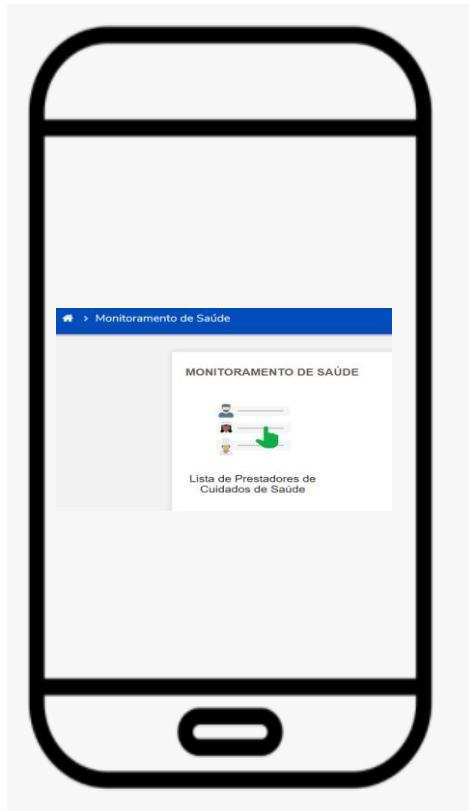 > Monitoramento de Saúde
MONITORAMENTO DE SAÚDE
Lista de Prestadores de
Cuidados de Saúde